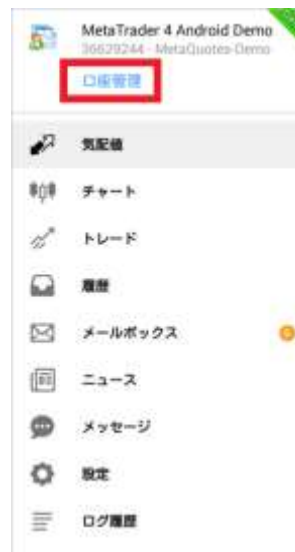 MetaTrader 4 Android Demo
36629244 - MetaQuotes-Demo
口座管理
気配値
チャート
トレード
履歴
メールボックス
ニュース
メッセージ
設定
ログ履歴